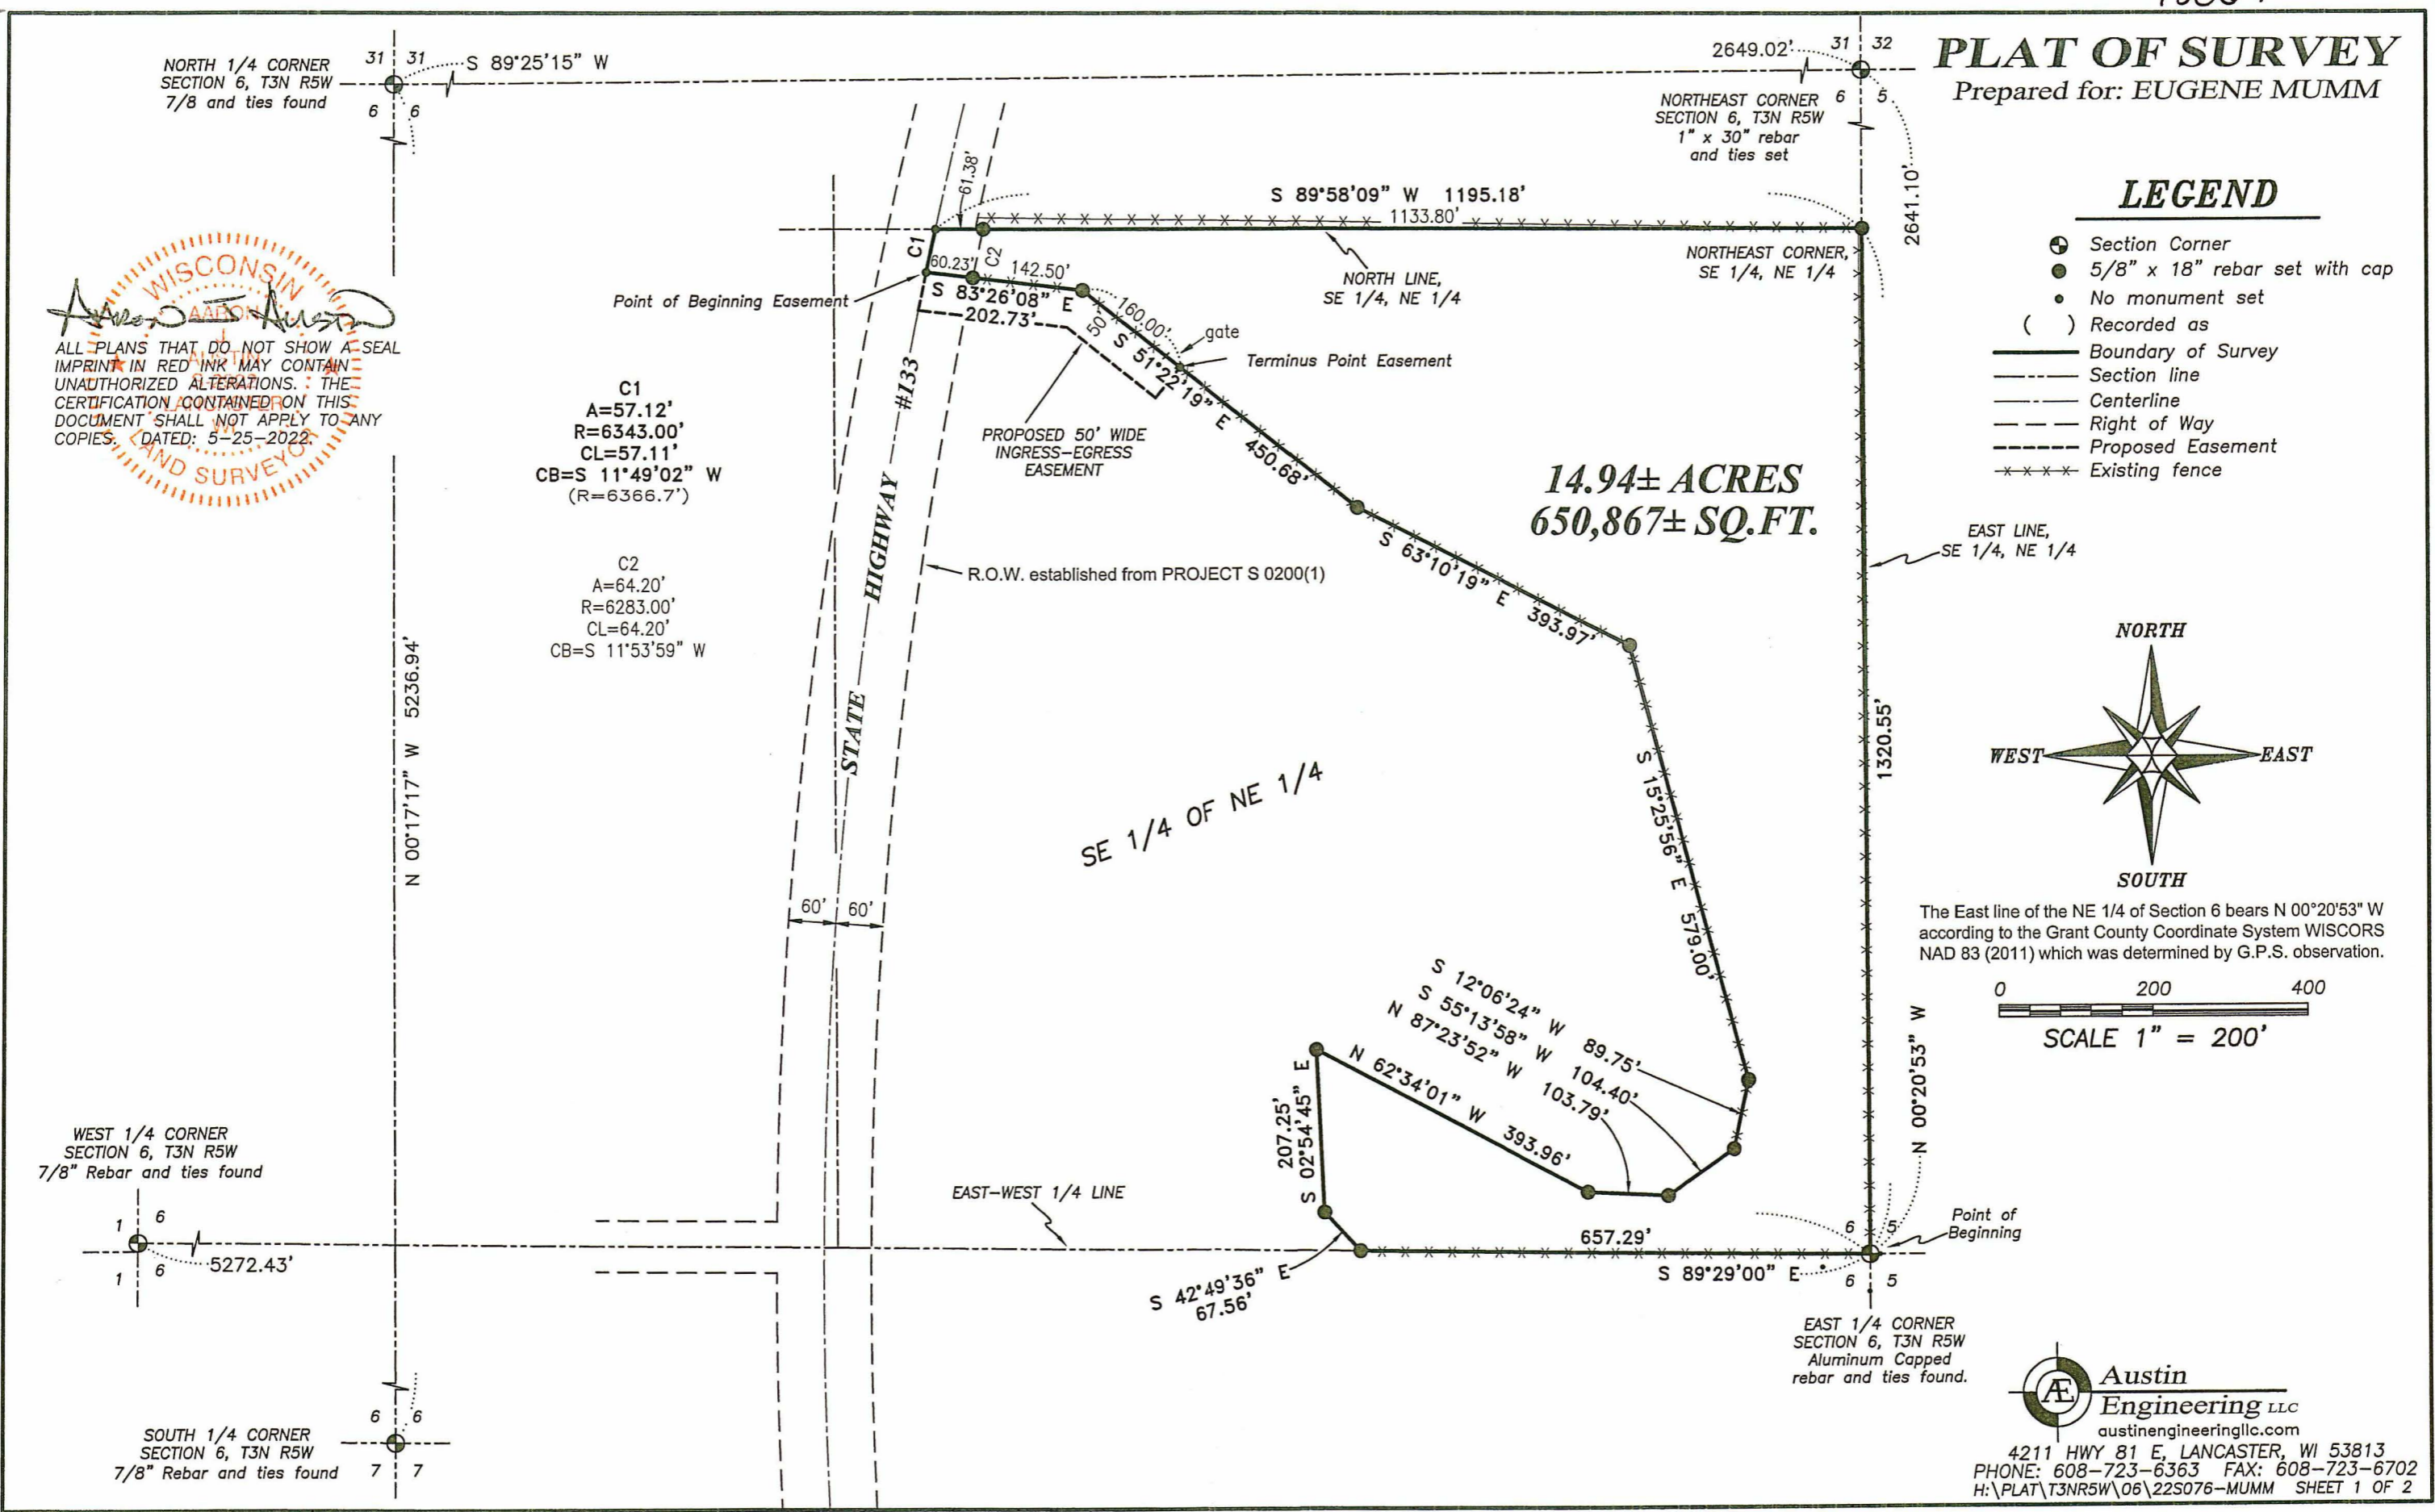 PLAT OF SURVEY
Prepared for: EUGENE MUMM
NORTH 1/4 CORNER
SECTION 6, T3N R5W
7/8 and ties found
31 31
6 6
S 89°25'15" W
2649.02'
31 32
6 5
NORTHEAST CORNER
SECTION 6, T3N R5W
1" x 30" rebar
and ties set
2641.10'
LEGEND
Section Corner
5/8" x 18" rebar set with cap
No monument set
( ) Recorded as
Boundary of Survey
Section line
Centerline
Right of Way
Proposed Easement
Existing fence
61.38'
S 89°58'09" W 1195.18'
1133.80'
NORTH LINE,
SE 1/4, NE 1/4
NORTHEAST CORNER,
SE 1/4, NE 1/4
C1
C2
60.23'
142.50'
S 83°26'08" E
202.73'
Point of Beginning Easement
50'
160.00'
gate
Terminus Point Easement
S 51°22'19" E 450.68'
PROPOSED 50' WIDE
INGRESS-EGRESS
EASEMENT
WISCONSIN
AARON
J
AUSTIN
LANCASTER
WI
LAND SURVEYOR
Aaron J Austin
ALL PLANS THAT DO NOT SHOW A SEAL
IMPRINT IN RED INK MAY CONTAIN
UNAUTHORIZED ALTERATIONS. THE
CERTIFICATION CONTAINED ON THIS
DOCUMENT SHALL NOT APPLY TO ANY
COPIES. DATED: 5-25-2022.
C1
A=57.12'
R=6343.00'
CL=57.11'
CB=S 11°49'02" W
(R=6366.7')
C2
A=64.20'
R=6283.00'
CL=64.20'
CB=S 11°53'59" W
STATE HIGHWAY #133
R.O.W. established from PROJECT S 0200(1)
14.94± ACRES
650,867± SQ.FT.
S 63°10'19" E 393.97'
EAST LINE,
SE 1/4, NE 1/4
N 00°17'17" W 5236.94'
S 15°25'56" E 579.00'
1320.55'
NORTH
WEST
EAST
SOUTH
SE 1/4 OF NE 1/4
60' 60'
The East line of the NE 1/4 of Section 6 bears N 00°20'53" W
according to the Grant County Coordinate System WISCORS
NAD 83 (2011) which was determined by G.P.S. observation.
0 200 400
SCALE 1" = 200'
S 12°06'24" W 89.75'
S 55°13'58" W 104.40'
N 87°23'52" W 103.79'
N 62°34'01" W 393.96'
207.25'
S 02°54'45" E
N 00°20'53" W
WEST 1/4 CORNER
SECTION 6, T3N R5W
7/8" Rebar and ties found
1 6
1 6
5272.43'
EAST-WEST 1/4 LINE
S 42°49'36" E
67.56'
657.29'
S 89°29'00" E
6 5
6 5
Point of
Beginning
EAST 1/4 CORNER
SECTION 6, T3N R5W
Aluminum Capped
rebar and ties found.
SOUTH 1/4 CORNER
SECTION 6, T3N R5W
7/8" Rebar and ties found
6 6
7 7
AE
Austin
Engineering LLC
austinengineeringllc.com
4211 HWY 81 E, LANCASTER, WI 53813
PHONE: 608-723-6363 FAX: 608-723-6702
H:\PLAT\T3NR5W\06\22S076-MUMM SHEET 1 OF 2